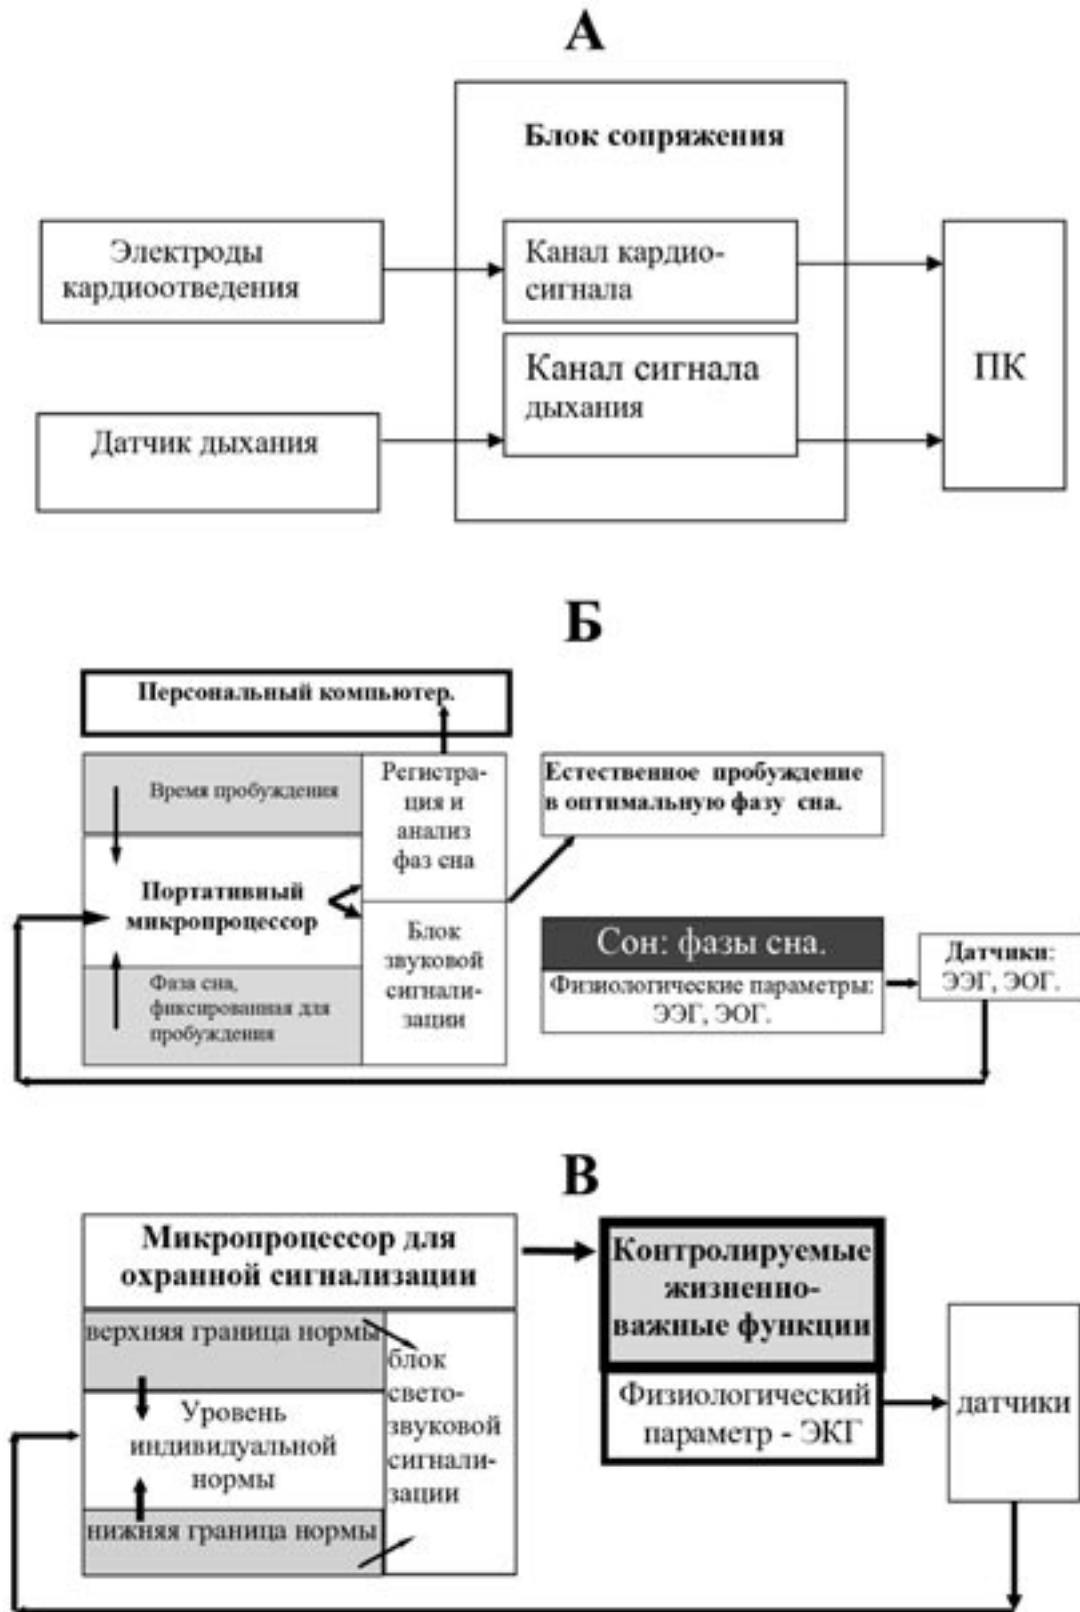 А
Блок сопряжения
Электроды
кардиоотведения
Канал кардио-
сигнала
Канал сигнала
дыхания
Датчик дыхания
ПК
Б
Персональный компьютер.
Время пробуждения
Портативный
микропроцессор
Фаза сна,
фиксированная для
пробуждения
Регистра-
ция и
анализ
фаз сна
Блок
звуковой
сигнали-
зации
Естественное пробуждение
в оптимальную фазу сна.
Сон: фазы сна.
Физиологические параметры:
ЭЭГ, ЭОГ.
Датчики:
ЭЭГ, ЭОГ.
В
Микропроцессор для
охранной сигнализации
верхняя граница нормы
Уровень
индивидуальной
нормы
нижняя граница нормы
блок
свето-
звуковой
сигнали-
зации
Контролируемые
жизненно-
важные функции
Физиологический
параметр - ЭКГ
датчики